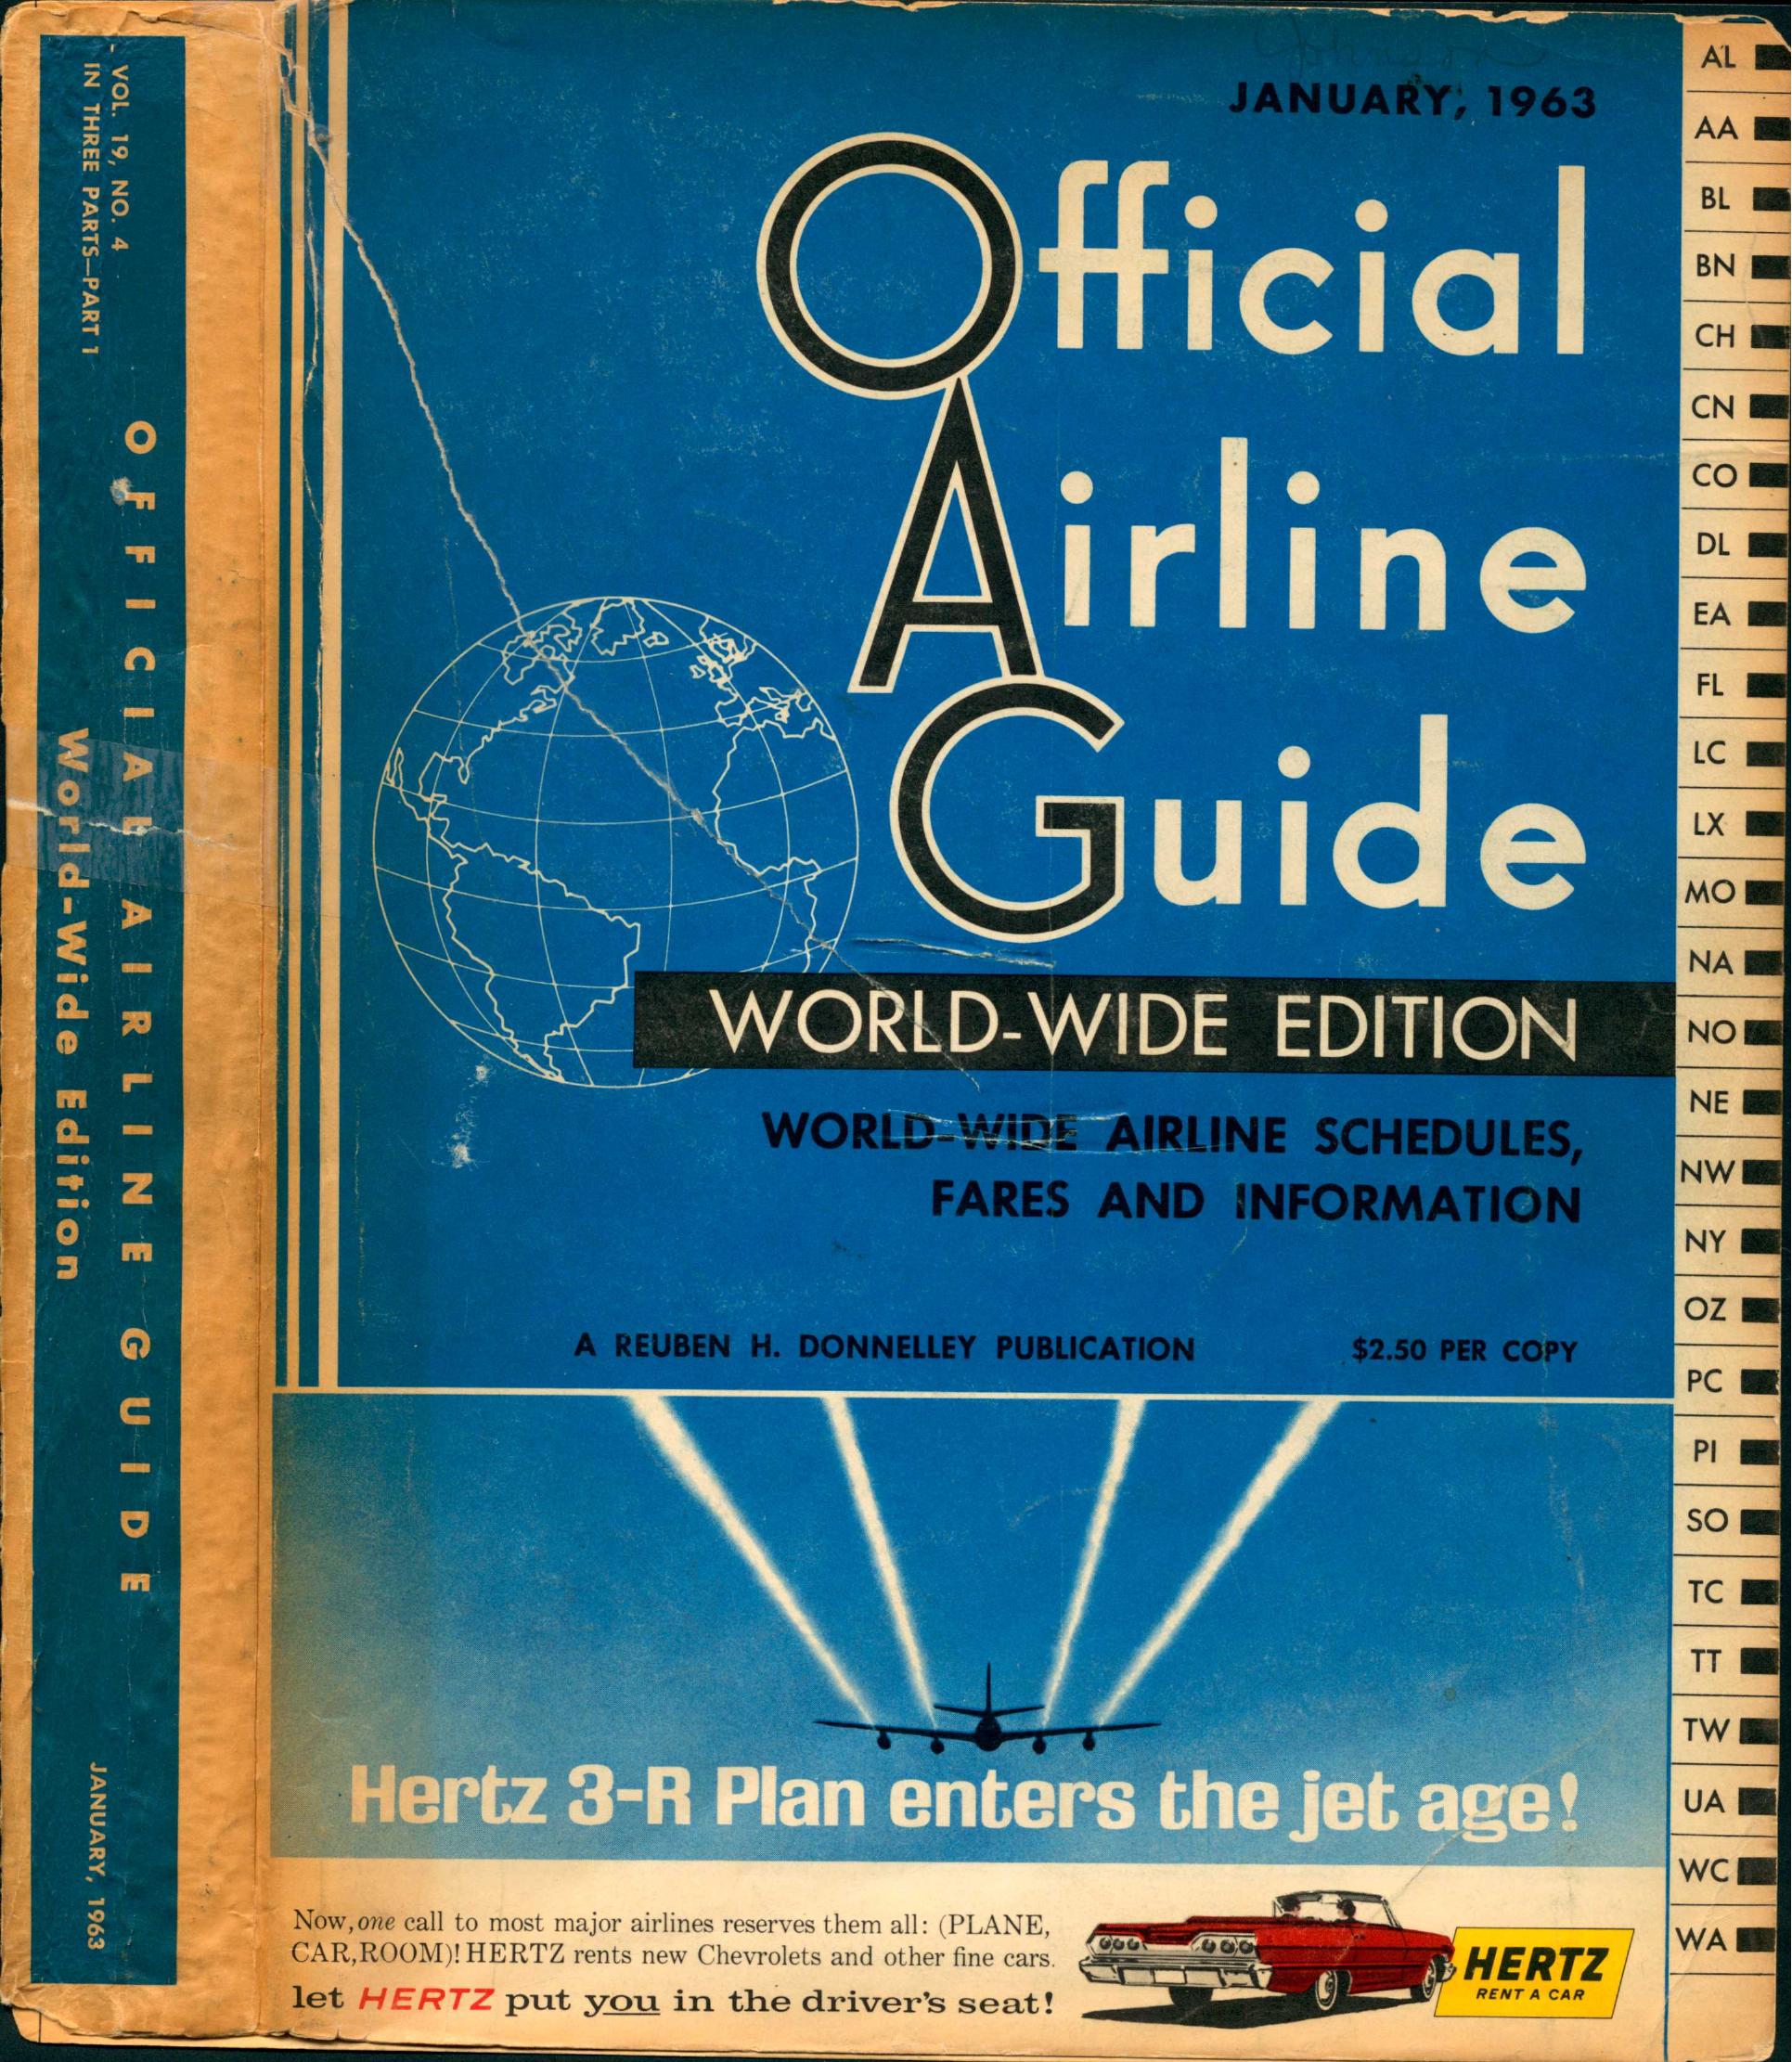 VOL. 19, NO. 4
IN THREE PARTS—PART 1
OFFICIAL AIRLINE GUIDE
World-Wide Edition
JANUARY, 1963
Johnson
JANUARY, 1963
Official
Airline
Guide
WORLD-WIDE EDITION
WORLD-WIDE AIRLINE SCHEDULES,
FARES AND INFORMATION
A REUBEN H. DONNELLEY PUBLICATION
$2.50 PER COPY
Hertz 3-R Plan enters the jet age!
Now, one call to most major airlines reserves them all: (PLANE,
CAR, ROOM)! HERTZ rents new Chevrolets and other fine cars.
let HERTZ put you in the driver's seat!
HERTZ
RENT A CAR
AL
AA
BL
BN
CH
CN
CO
DL
EA
FL
LC
LX
MO
NA
NO
NE
NW
NY
OZ
PC
PI
SO
TC
TT
TW
UA
WC
WA